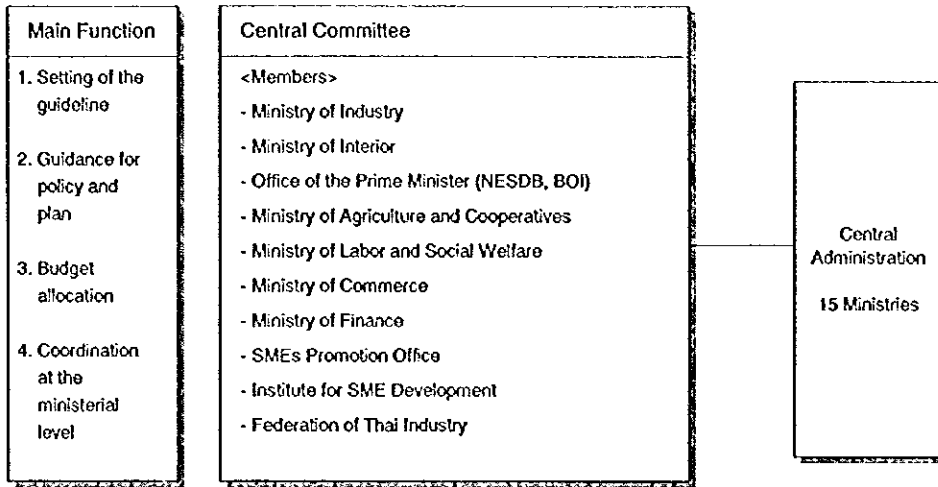 Main Function
1. Setting of the
guideline
2. Guidance for
policy and
plan
3. Budget
allocation
4. Coordination
at the
ministerial
level
Central Committee
<Members>
- Ministry of Industry
- Ministry of Interior
- Office of the Prime Minister (NESDB, BOI)
- Ministry of Agriculture and Cooperatives
- Ministry of Labor and Social Welfare
- Ministry of Commerce
- Ministry of Finance
- SMEs Promotion Office
- Institute for SME Development
- Federation of Thai Industry
Central
Administration
15 Ministries